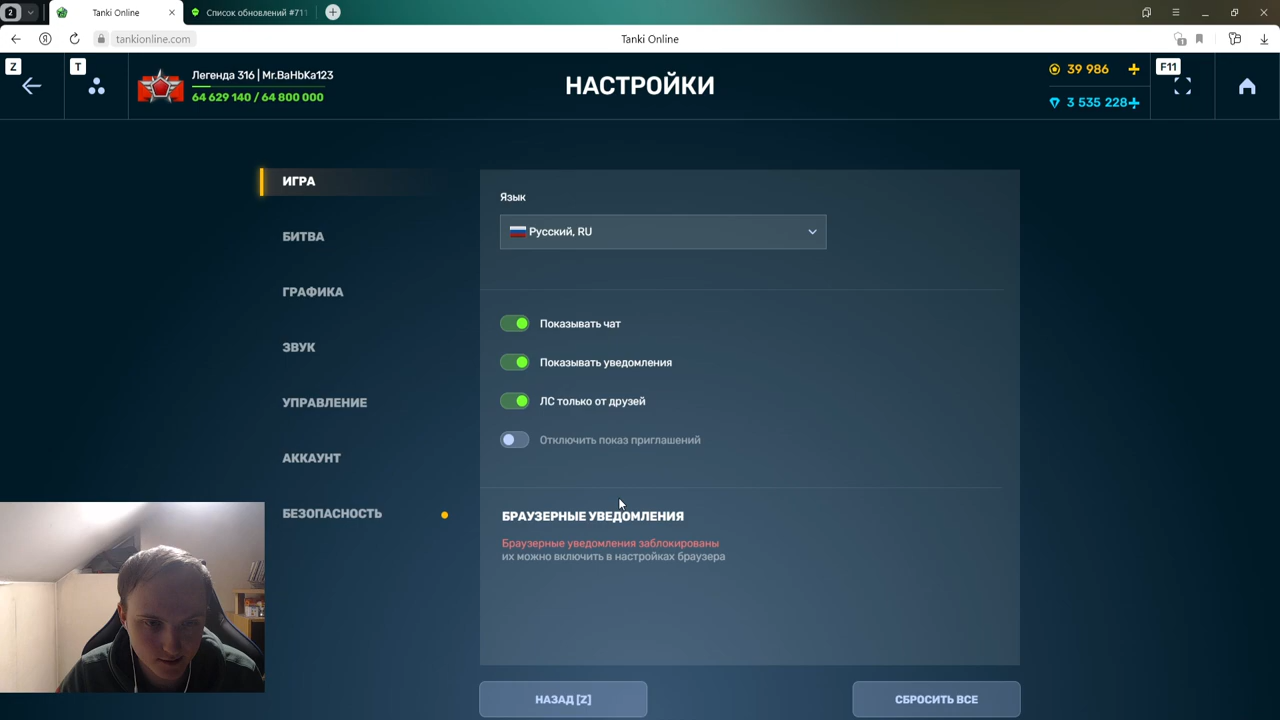 2
Tanki Online
Список обновлений #711
tankionline.com
Tanki Online
Z
T
Легенда 316 | Mr.BaHbKa123
64 629 140 / 64 800 000
НАСТРОЙКИ
39 986
3 535 228
F11
ИГРА
БИТВА
ГРАФИКА
ЗВУК
УПРАВЛЕНИЕ
АККАУНТ
БЕЗОПАСНОСТЬ
Язык
Русский, RU
Показывать чат
Показывать уведомления
ЛС только от друзей
Отключить показ приглашений
БРАУЗЕРНЫЕ УВЕДОМЛЕНИЯ
Браузерные уведомления заблокированы
их можно включить в настройках браузера
НАЗАД [Z]
СБРОСИТЬ ВСЕ